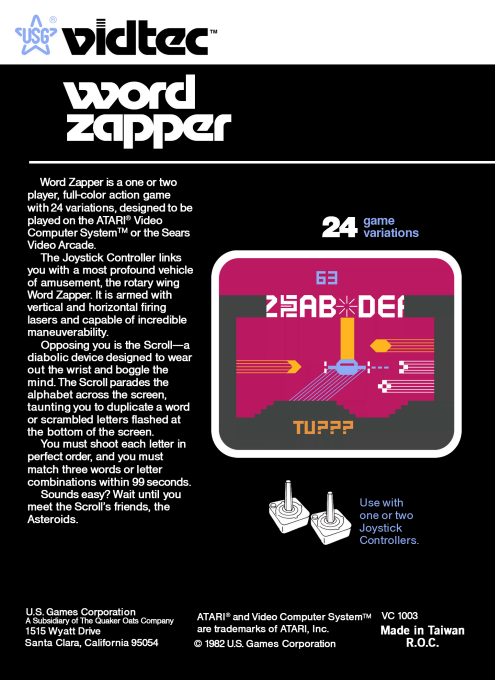 USG® vidtec™
word
zapper
Word Zapper is a one or two
player, full-color action game
with 24 variations, designed to be
played on the ATARI® Video
Computer System™ or the Sears
Video Arcade.
The Joystick Controller links
you with a most profound vehicle
of amusement, the rotary wing
Word Zapper. It is armed with
vertical and horizontal firing
lasers and capable of incredible
maneuverability.
Opposing you is the Scroll—a
diabolic device designed to wear
out the wrist and boggle the
mind. The Scroll parades the
alphabet across the screen,
taunting you to duplicate a word
or scrambled letters flashed at
the bottom of the screen.
You must shoot each letter in
perfect order, and you must
match three words or letter
combinations within 99 seconds.
Sounds easy? Wait until you
meet the Scroll's friends, the
Asteroids.
24 game
variations
63
AB DEF
TU???
Use with
one or two
Joystick
Controllers.
U.S. Games Corporation
A Subsidiary of The Quaker Oats Company
1515 Wyatt Drive
Santa Clara, California 95054
ATARI® and Video Computer System™
are trademarks of ATARI, Inc.
© 1982 U.S. Games Corporation
VC 1003
Made in Taiwan
R.O.C.